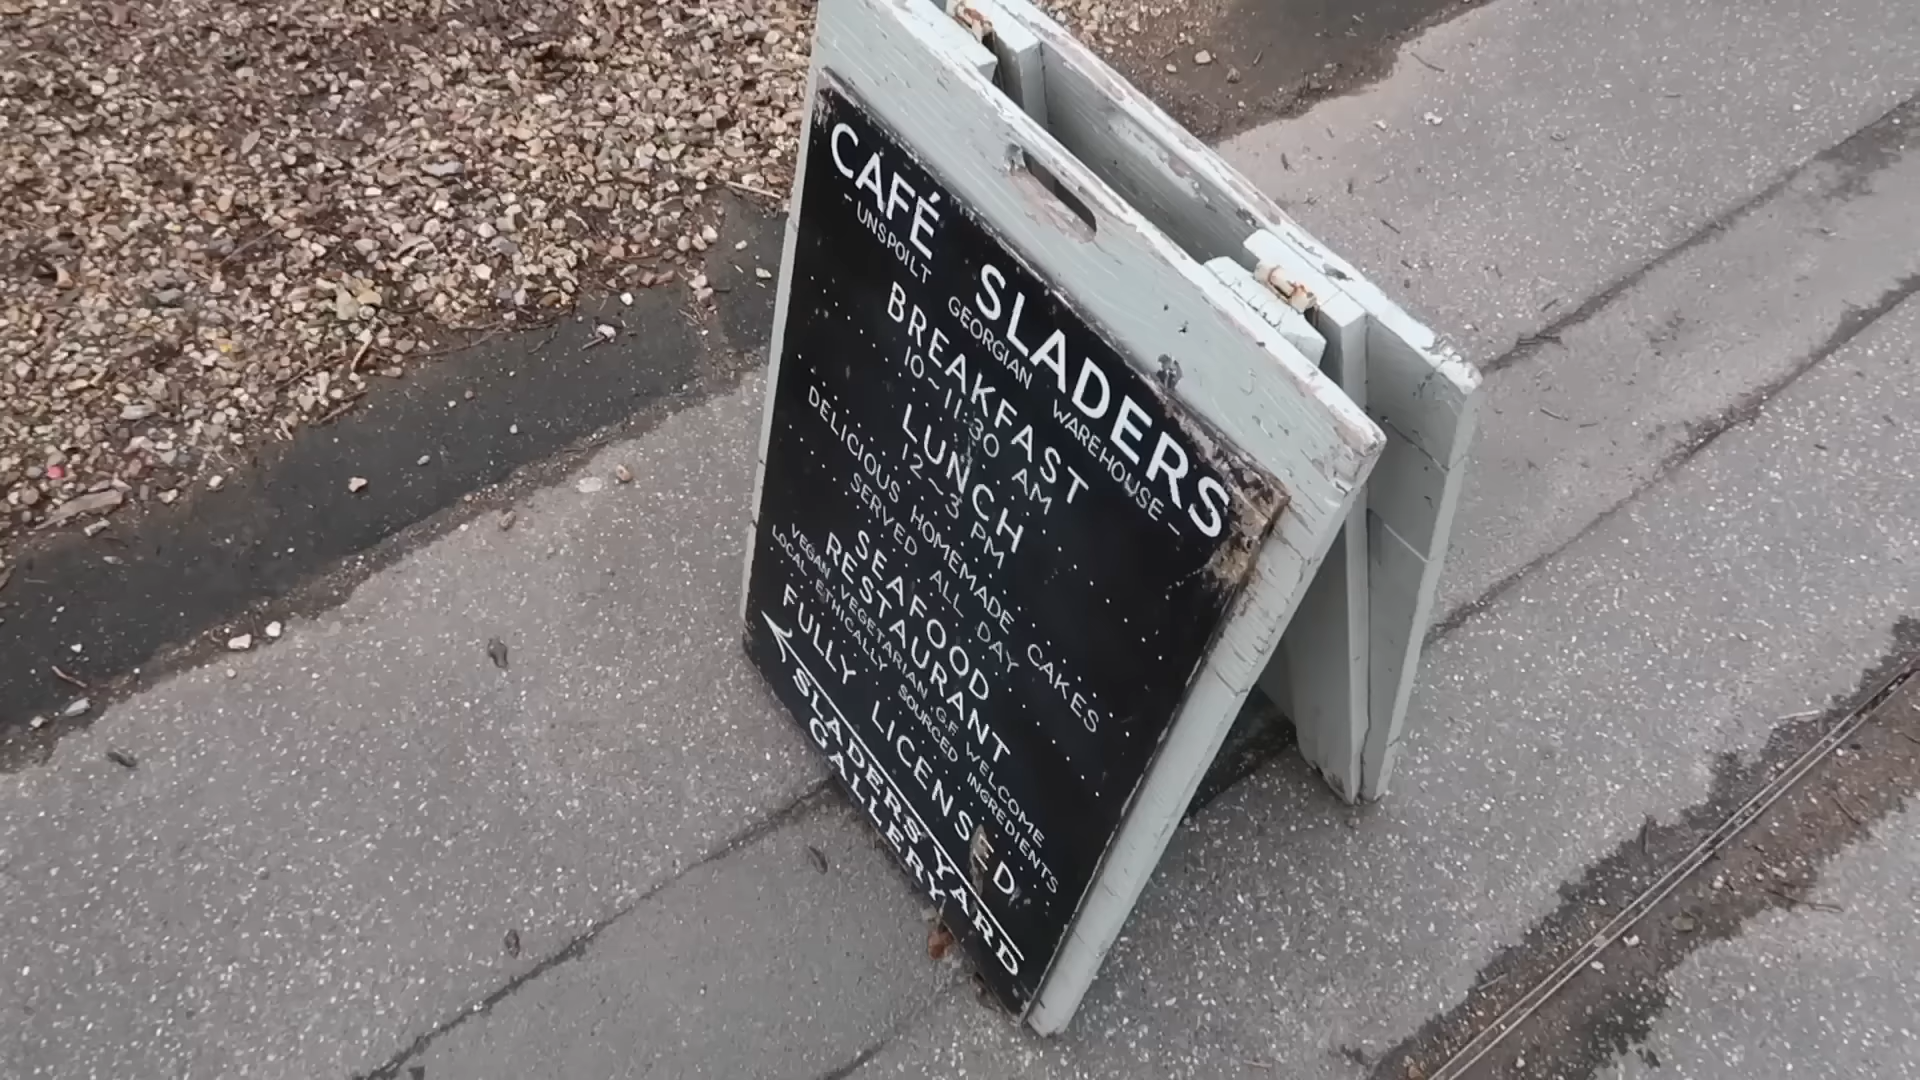 CAFÉ SLADERS
- UNSPOILT GEORGIAN WAREHOUSE -
BREAKFAST
10~11:30 AM
LUNCH
12~3 PM
DELICIOUS HOMEMADE CAKES
SERVED ALL DAY
SEAFOOD
RESTAURANT
VEGAN VEGETARIAN G.F. WELCOME
LOCAL ETHICALLY SOURCED INGREDIENTS
FULLY LICENSED
SLADERS YARD
GALLERY